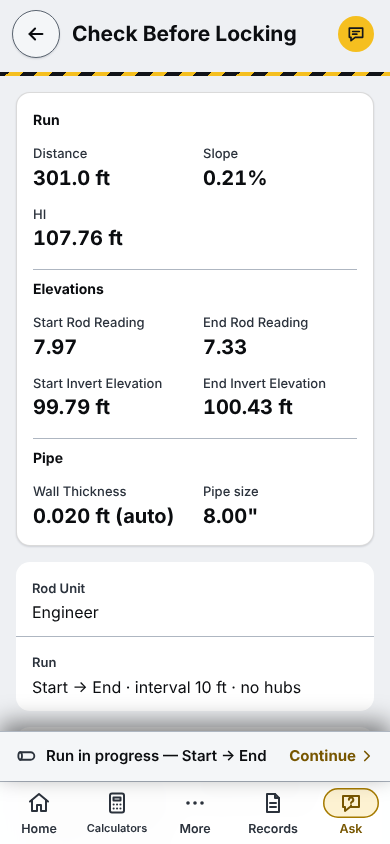 Check Before Locking
Run
Distance
Slope
301.0 ft
0.21%
HI
107.76 ft
Elevations
Start Rod Reading
End Rod Reading
7.97
7.33
Start Invert Elevation
End Invert Elevation
99.79 ft
100.43 ft
Pipe
Wall Thickness
Pipe size
0.020 ft (auto)
8.00"
Rod Unit
Engineer
Run
Start → End · interval 10 ft · no hubs
Run in progress — Start → End
Continue
Home
Calculators
More
Records
Ask